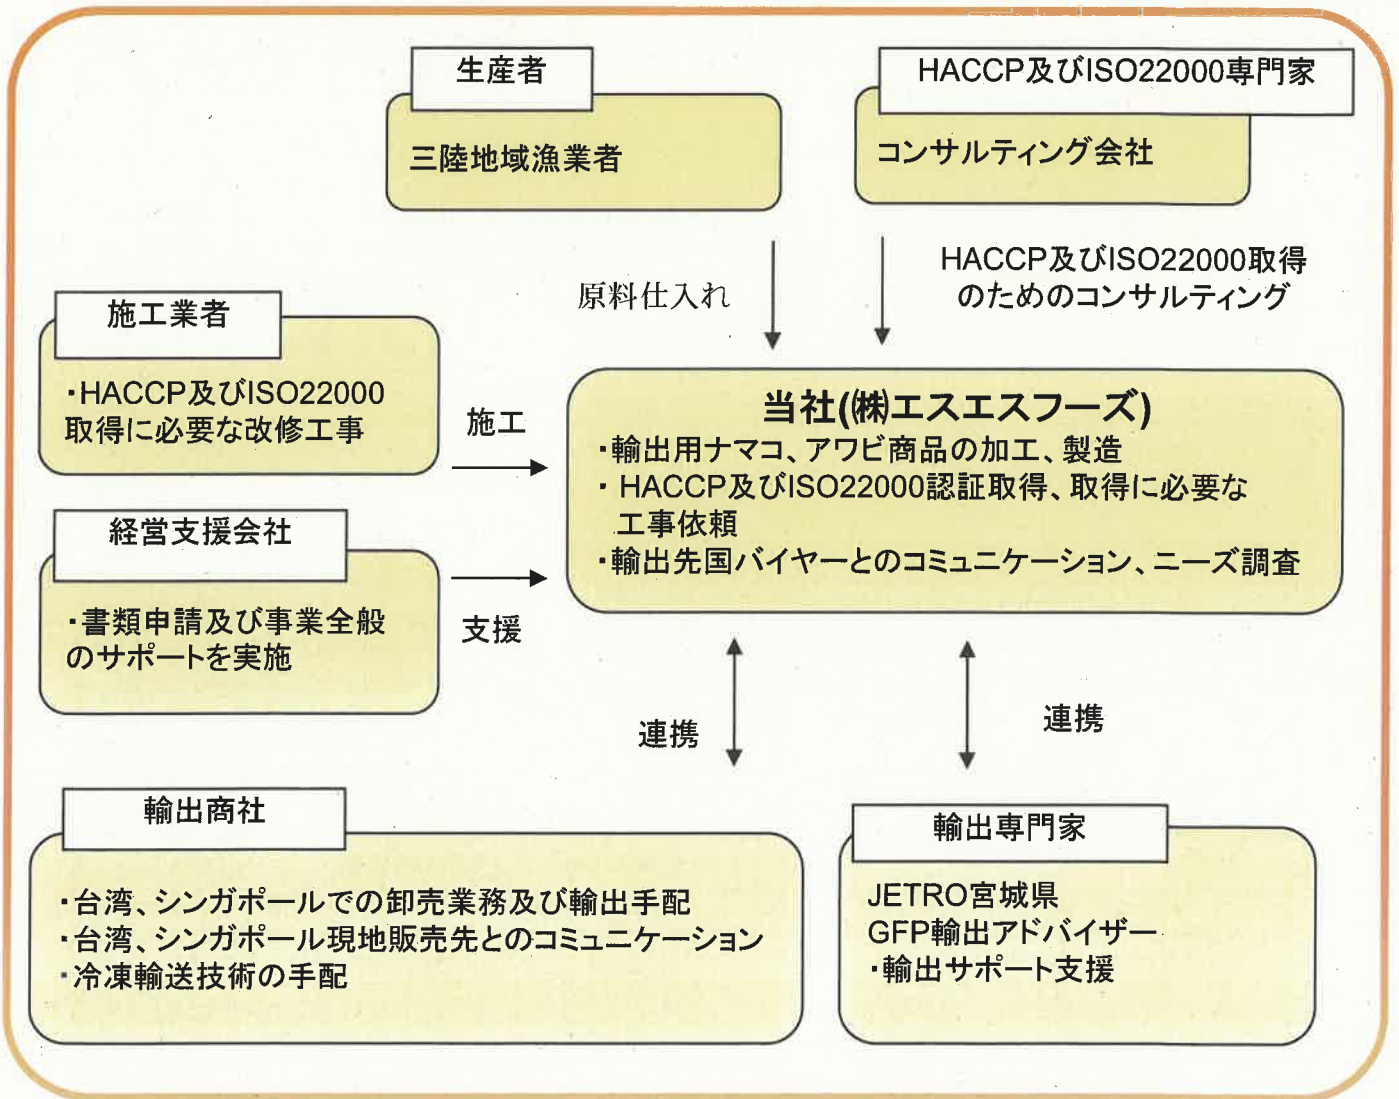 生産者
三陸地域漁業者
HACCP及びISO22000専門家
コンサルティング会社
原料仕入れ
HACCP及びISO22000取得
のためのコンサルティング
施工業者
・HACCP及びISO22000
取得に必要な改修工事
施工
経営支援会社
・書類申請及び事業全般
のサポートを実施
支援
当社(㈱エスエスフーズ)
・輸出用ナマコ、アワビ商品の加工、製造
・HACCP及びISO22000認証取得、取得に必要な
工事依頼
・輸出先国バイヤーとのコミュニケーション、ニーズ調査
連携
連携
輸出商社
・台湾、シンガポールでの卸売業務及び輸出手配
・台湾、シンガポール現地販売先とのコミュニケーション
・冷凍輸送技術の手配
輸出専門家
JETRO宮城県
GFP輸出アドバイザー
・輸出サポート支援